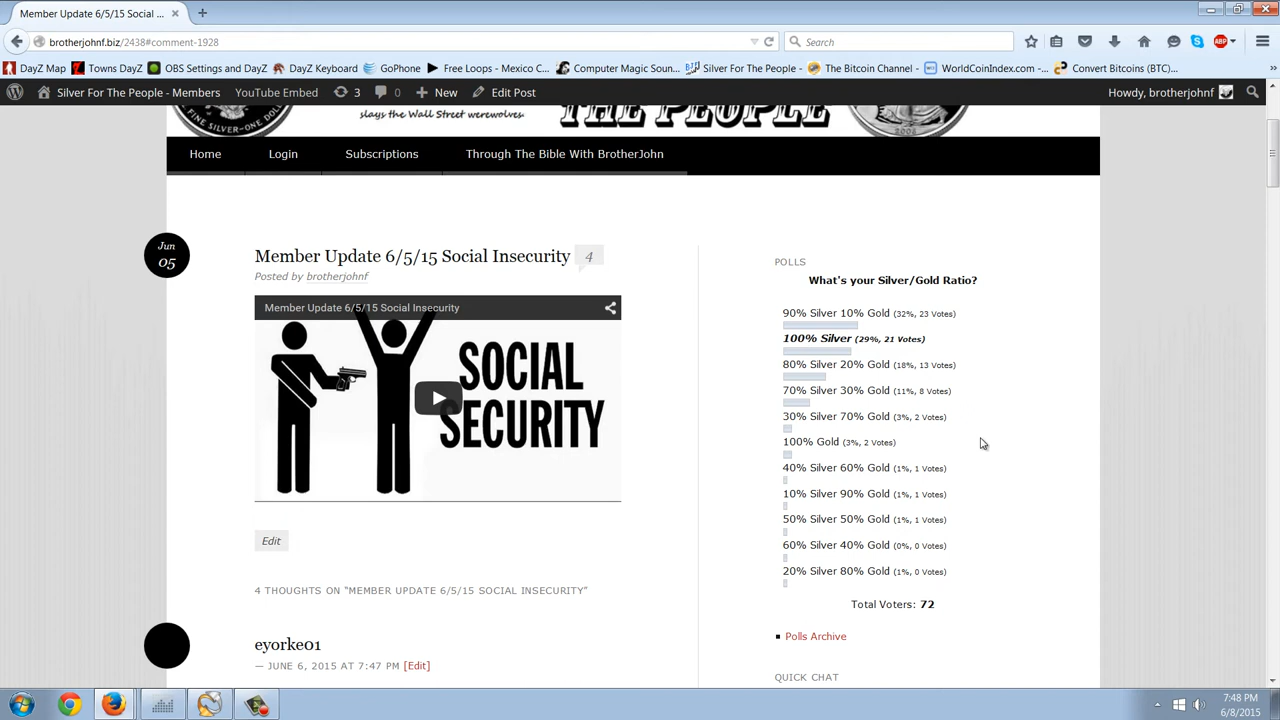 Member Update 6/5/15 Social ...
brotherjohnf.biz/2438#comment-1928
Search
ABP
DayZ Map
Towns DayZ
OBS Settings and DayZ
DayZ Keyboard
GoPhone
Free Loops - Mexico C...
Computer Magic Soun...
Silver For The People - ...
The Bitcoin Channel - ...
WorldCoinIndex.com -...
Convert Bitcoins (BTC)...
Silver For The People - Members
YouTube Embed
3
0
New
Edit Post
Howdy, brotherjohnf
FINE SILVER-ONE DOLLAR
slays the Wall Street werewolves.
THE PEOPLE
Home
Login
Subscriptions
Through The Bible With BrotherJohn
Jun
05
Member Update 6/5/15 Social Insecurity
4
Posted by brotherjohnf
Member Update 6/5/15 Social Insecurity
SOCIAL
SECURITY
Edit
4 THOUGHTS ON “MEMBER UPDATE 6/5/15 SOCIAL INSECURITY”
eyorke01
— JUNE 6, 2015 AT 7:47 PM [Edit]
POLLS
What's your Silver/Gold Ratio?
90% Silver 10% Gold (32%, 23 Votes)
100% Silver (29%, 21 Votes)
80% Silver 20% Gold (18%, 13 Votes)
70% Silver 30% Gold (11%, 8 Votes)
30% Silver 70% Gold (3%, 2 Votes)
100% Gold (3%, 2 Votes)
40% Silver 60% Gold (1%, 1 Votes)
10% Silver 90% Gold (1%, 1 Votes)
50% Silver 50% Gold (1%, 1 Votes)
60% Silver 40% Gold (0%, 0 Votes)
20% Silver 80% Gold (1%, 0 Votes)
Total Voters: 72
Polls Archive
QUICK CHAT
7:48 PM
6/8/2015